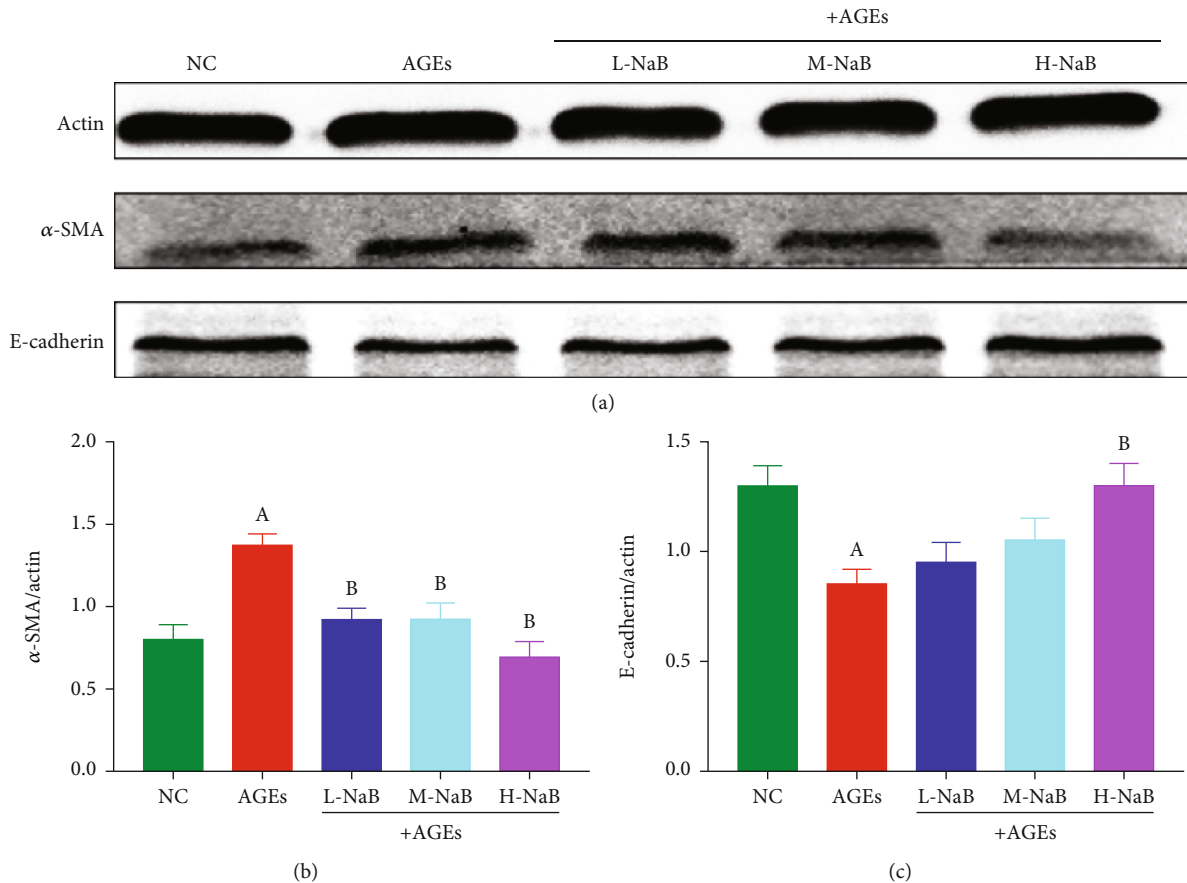 +AGEs
NC AGEs L-NaB M-NaB H-NaB
Actin
α-SMA
E-cadherin
(a)
α-SMA/actin
2.0
1.5
1.0
0.5
0.0
A
B
B
B
NC AGEs L-NaB M-NaB H-NaB
+AGEs
(b)
E-cadherin/actin
1.5
1.0
0.5
0.0
A
B
NC AGEs L-NaB M-NaB H-NaB
+AGEs
(c)